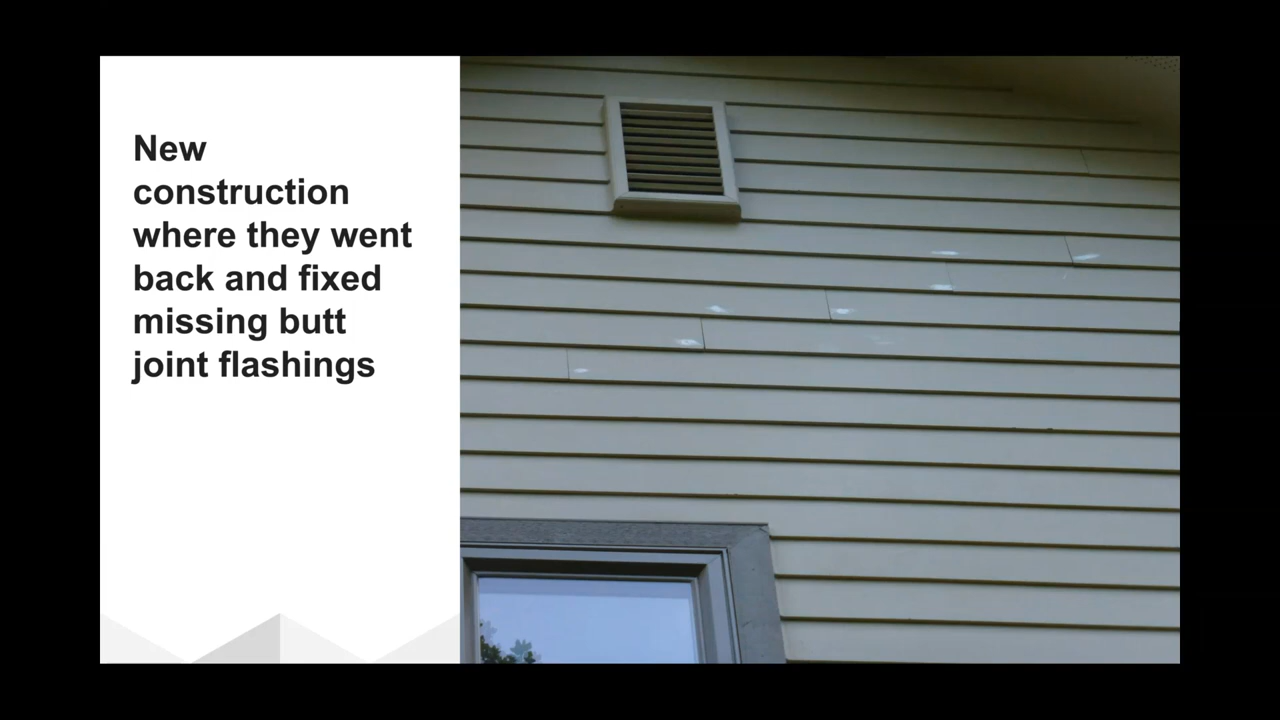 New
construction
where they went
back and fixed
missing butt
joint flashings